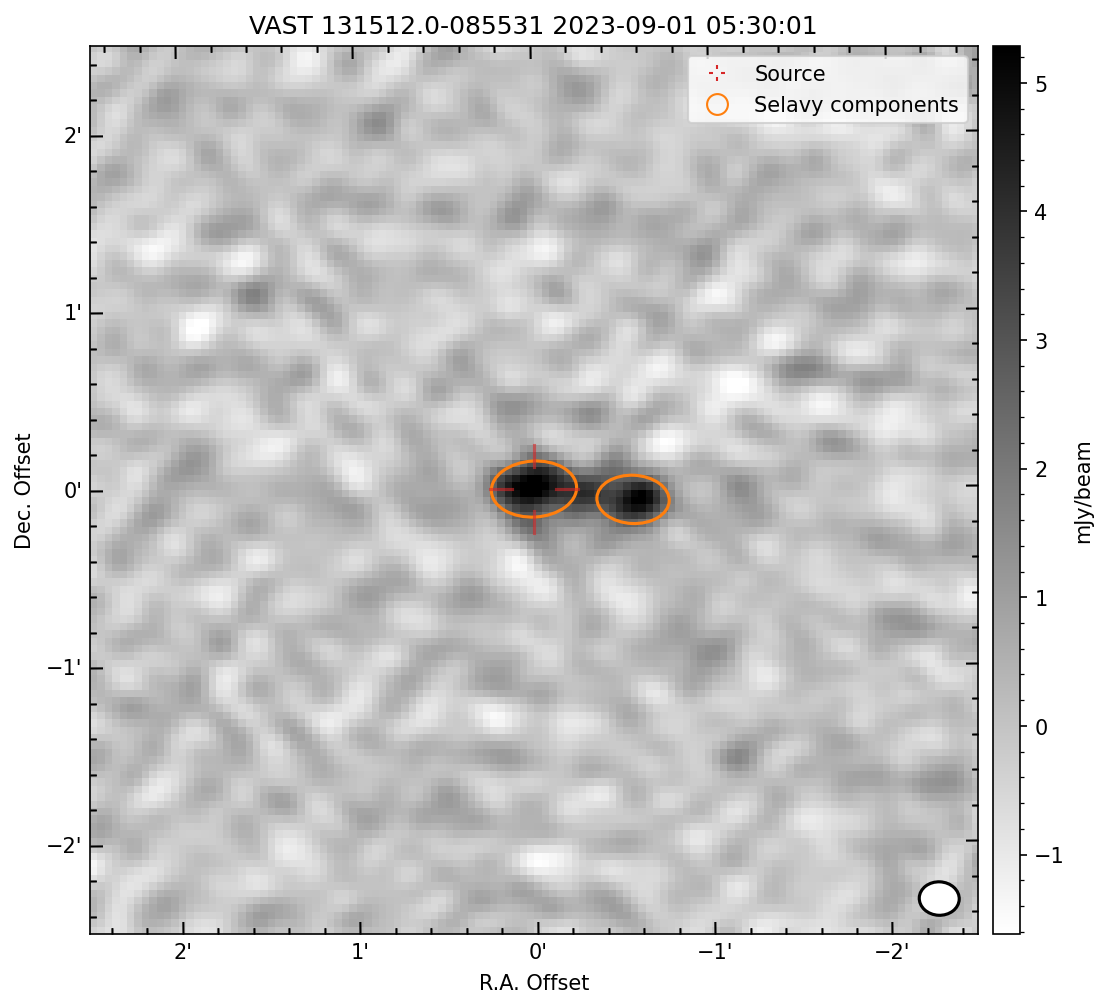 VAST 131512.0-085531 2023-09-01 05:30:01
Source
Selavy components
2'
1'
0'
−1'
−2'
Dec. Offset
2'
1'
0'
−1'
−2'
R.A. Offset
5
4
3
2
1
0
−1
mJy/beam